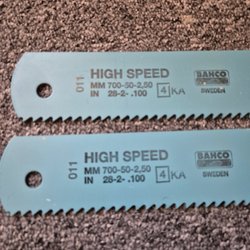 011
HIGH SPEED
MM 700-50-2,50
IN 28-2-.100
4 KA
BAHCO
SWEDEN
011
HIGH SPEED
MM 700-50-2,50
IN 28-2-.100
4 KA
BAHCO
SWEDEN